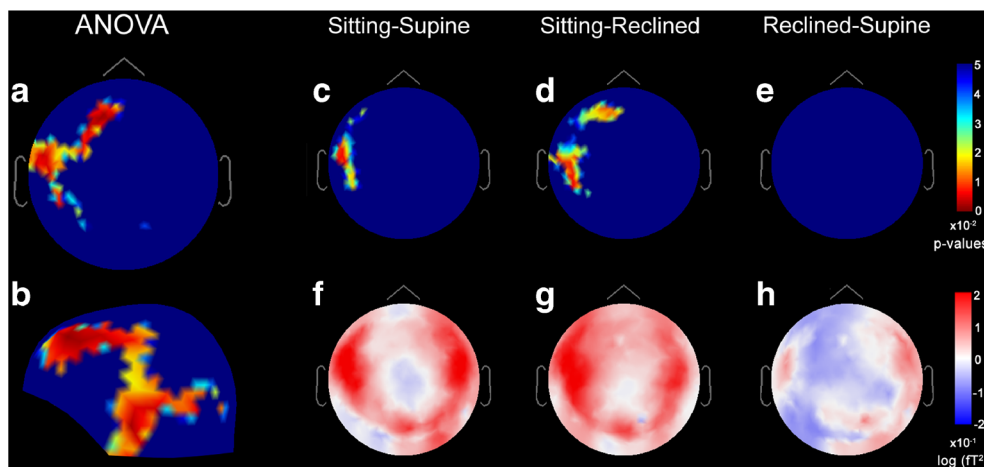 ANOVA Sitting-Supine Sitting-Reclined Reclined-Supine
a c d e
5
4
3
2
1
0
x10⁻²
p-values
b f g h
2
1
0
-1
-2
x10⁻¹
log (fT²